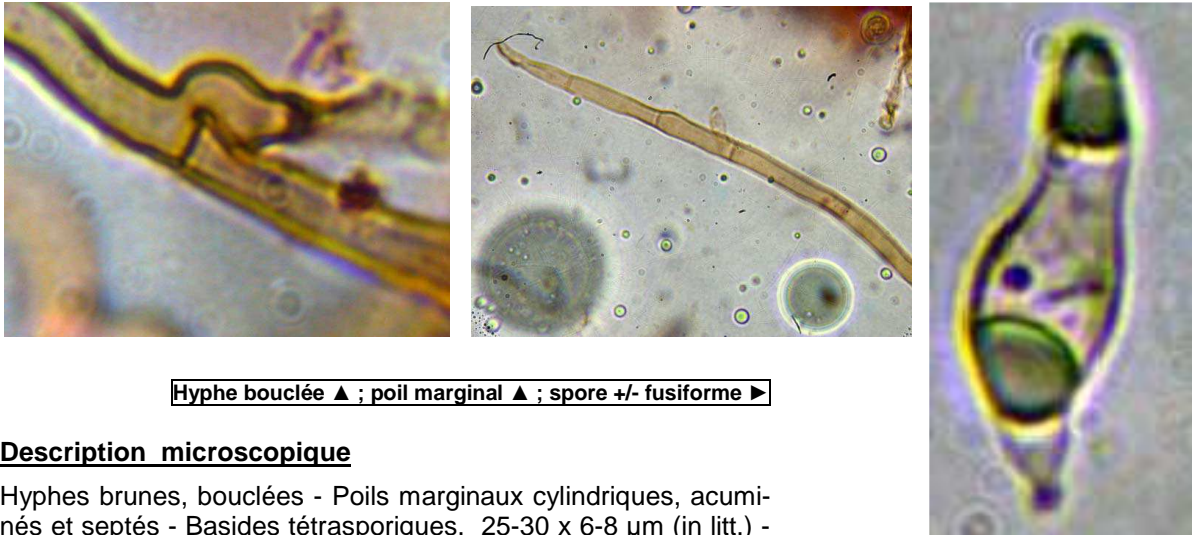 Hyphe bouclée ▲ ; poil marginal ▲ ; spore +/- fusiforme ►
Description microscopique
Hyphes brunes, bouclées - Poils marginaux cylindriques, acumi-
nés et septés - Basides tétrasporiques, 25-30 x 6-8 µm (in litt.) -